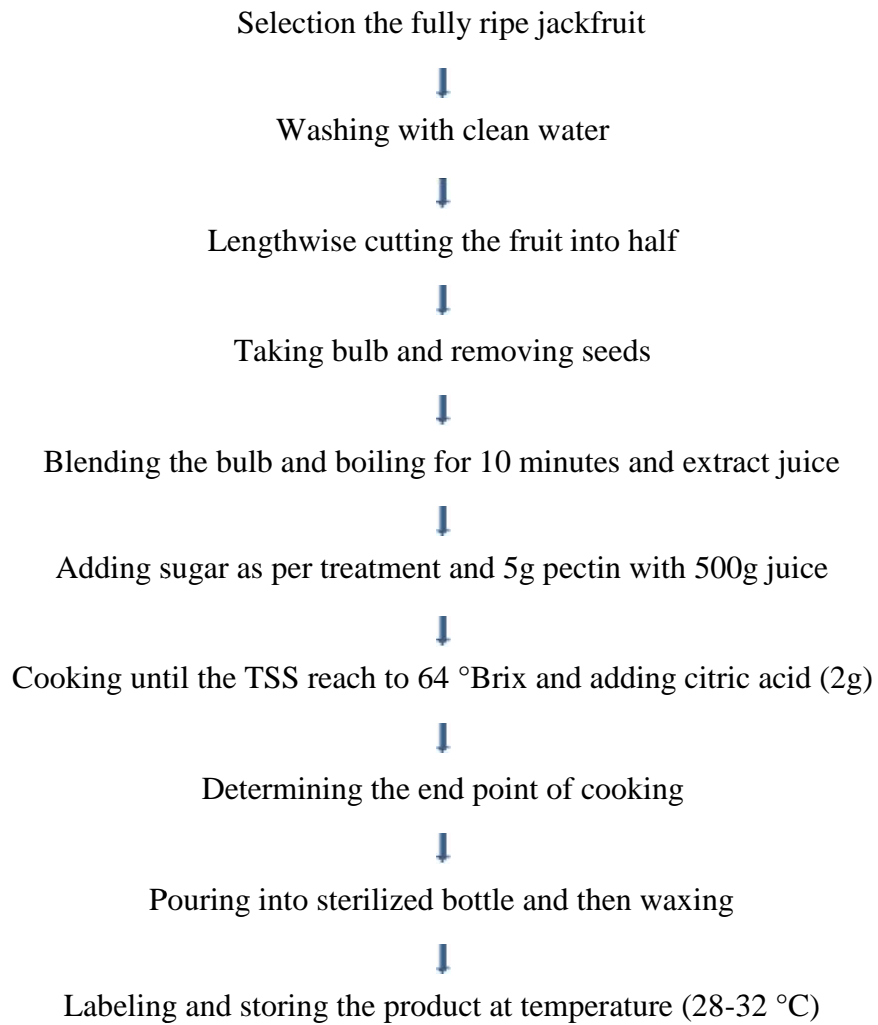 Selection the fully ripe jackfruit
Washing with clean water
Lengthwise cutting the fruit into half
Taking bulb and removing seeds
Blending the bulb and boiling for 10 minutes and extract juice
Adding sugar as per treatment and 5g pectin with 500g juice
Cooking until the TSS reach to 64 °Brix and adding citric acid (2g)
Determining the end point of cooking
Pouring into sterilized bottle and then waxing
Labeling and storing the product at temperature (28-32 °C)